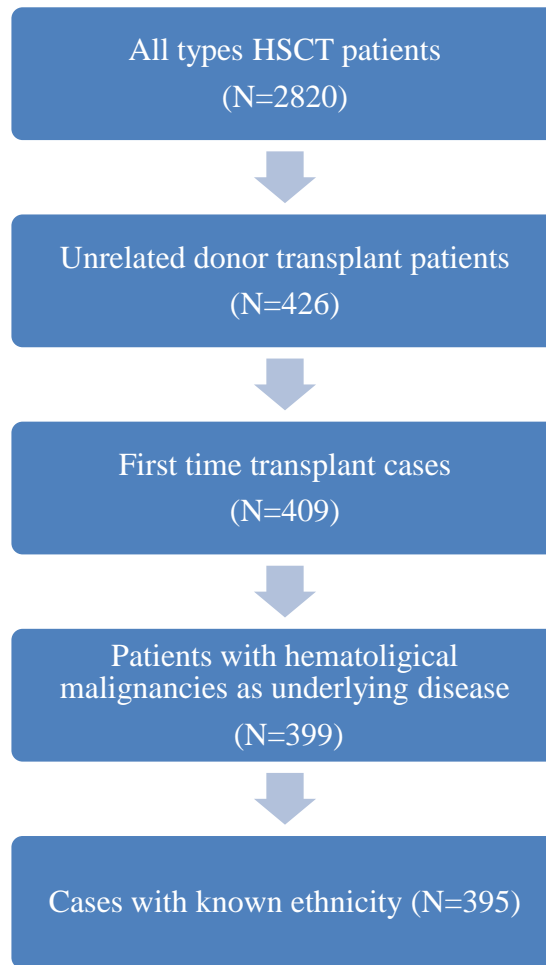 All types HSCT patients
(N=2820)
Unrelated donor transplant patients
(N=426)
First time transplant cases
(N=409)
Patients with hematoligical
malignancies as underlying disease
(N=399)
Cases with known ethnicity (N=395)